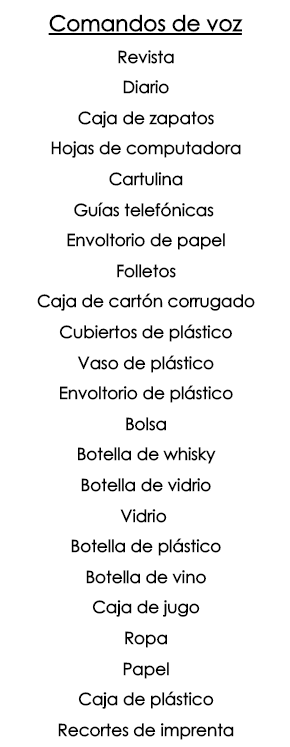 Comandos de voz
Revista
Diario
Caja de zapatos
Hojas de computadora
Cartulina
Guías telefónicas
Envoltorio de papel
Folletos
Caja de cartón corrugado
Cubiertos de plástico
Vaso de plástico
Envoltorio de plástico
Bolsa
Botella de whisky
Botella de vidrio
Vidrio
Botella de plástico
Botella de vino
Caja de jugo
Ropa
Papel
Caja de plástico
Recortes de imprenta